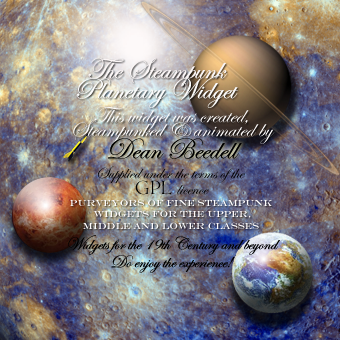 The Steampunk
Planetary Widget
This widget was created,
Steampunked & animated by
Dean Beedell
Supplied under the terms of the
GPL licence
PURVEYORS OF FINE STEAMPUNK
WIDGETS FOR THE UPPER,
MIDDLE AND LOWER CLASSES
Widgets for the 19th Century and beyond
Do enjoy the experience!